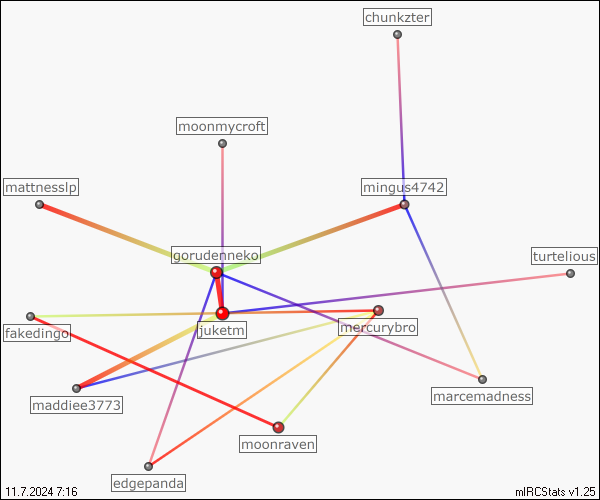 chunkzter
moonmycroft
mattnesslp
mingus4742
gorudenneko
turtelious
fakedingo
juketm
mercurybro
maddiee3773
marcemadness
moonraven
edgepanda
11.7.2024 7:16
mIRCStats v1.25